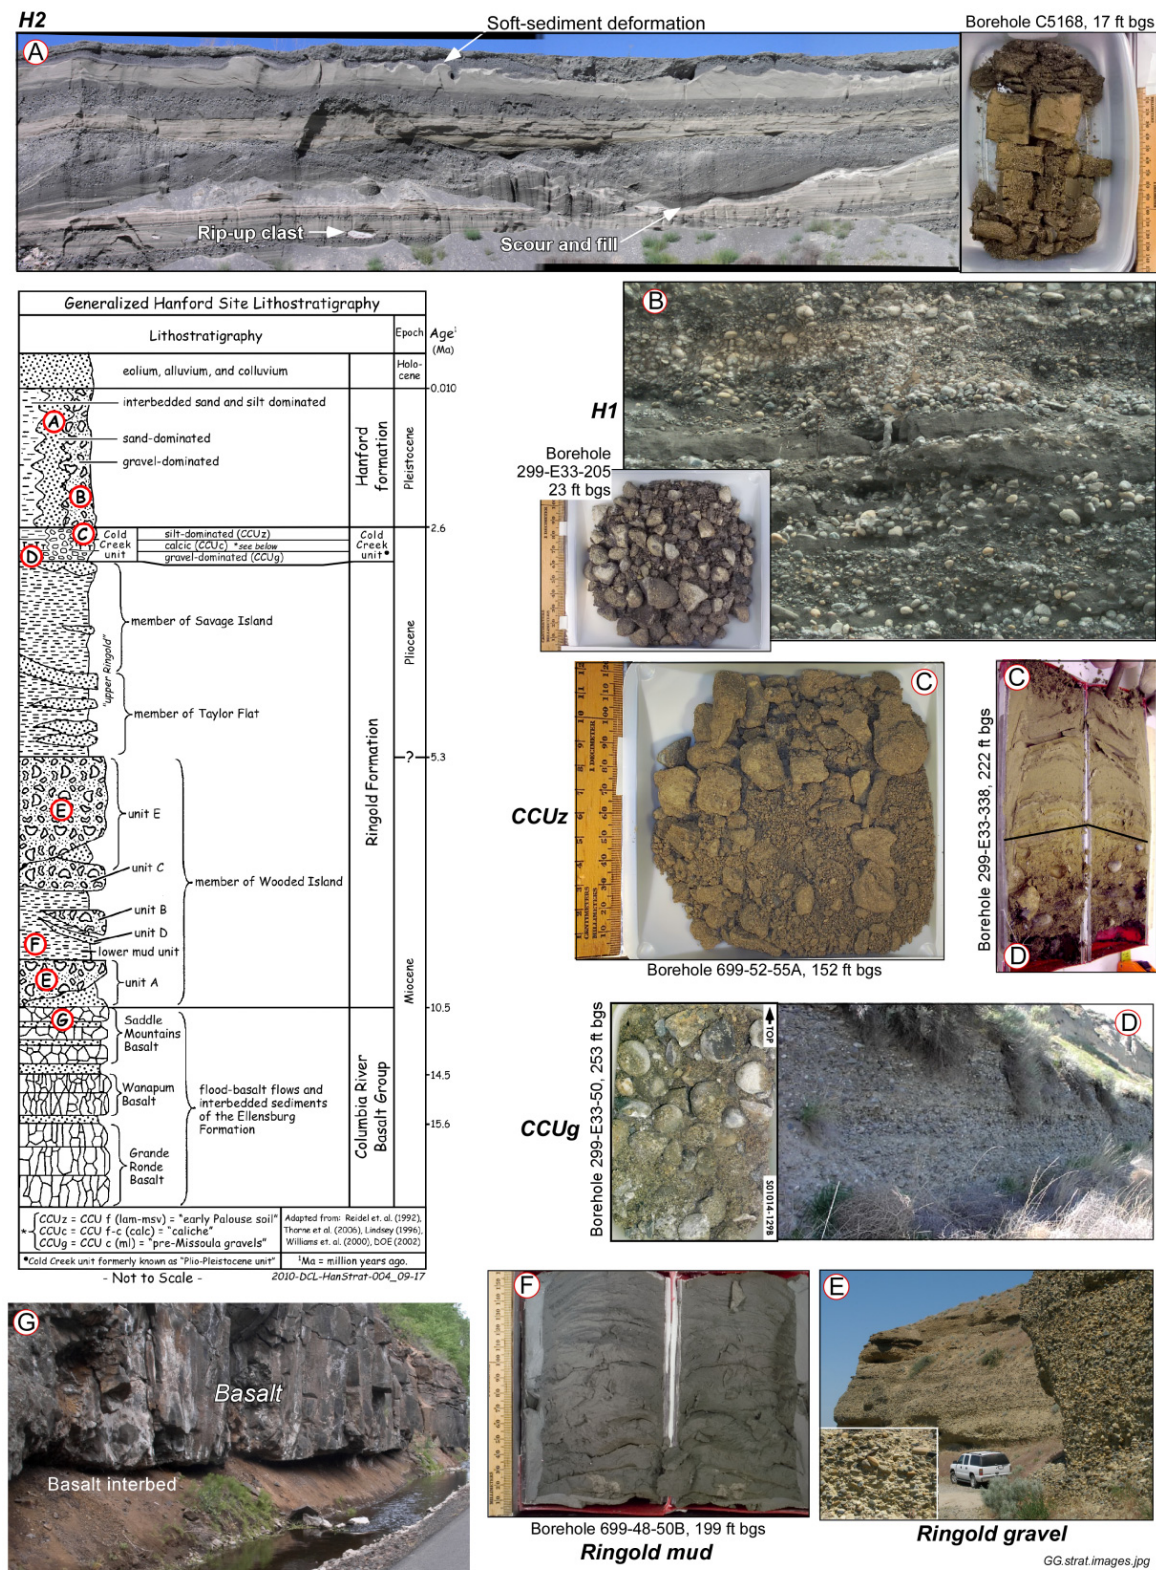 H2
Soft-sediment deformation
Borehole C5168, 17 ft bgs
A
Rip-up clast
Scour and fill
Generalized Hanford Site Lithostratigraphy
Lithostratigraphy
Epoch
Age¹
(Ma)
eolium, alluvium, and colluvium
Holo-
cene
0.010
interbedded sand and silt dominated
A
sand-dominated
gravel-dominated
B
Hanford
formation
Pleistocene
2.6
C
D
Cold
Creek
unit
silt-dominated (CCUz)
calcic (CCUc) *see below
gravel-dominated (CCUg)
Cold
Creek
unit●
member of Savage Island
"upper Ringold"
member of Taylor Flat
Pliocene
?
5.3
E
unit E
unit C
member of Wooded Island
unit B
unit D
F
lower mud unit
E
unit A
Ringold Formation
Miocene
10.5
G
Saddle
Mountains
Basalt
14.5
Wanapum
Basalt
flood-basalt flows and
interbedded sediments
of the Ellensburg
Formation
15.6
Grande
Ronde
Basalt
Columbia River
Basalt Group
* CCUz = CCU f (lam-msv) = "early Palouse soil"
CCUc = CCU f-c (calc) = "caliche"
CCUg = CCU c (ml) = "pre-Missoula gravels"
Adapted from: Reidel et. al. (1992),
Thorne et al. (2006), Lindsey (1996),
Williams et. al. (2000), DOE (2002)
●Cold Creek unit formerly known as "Plio-Pleistocene unit"
¹Ma = million years ago.
- Not to Scale -
2010-DCL-HanStrat-004_09-17
B
H1
Borehole
299-E33-205
23 ft bgs
C
CCUz
1 DECIMETER
CENTIMETERS
MILLIMETERS
Borehole 699-52-55A, 152 ft bgs
C
Borehole 299-E33-338, 222 ft bgs
D
CCUg
Borehole 299-E33-50, 253 ft bgs
TOP
S01014-129B
D
G
Basalt
Basalt interbed
F
Borehole 699-48-50B, 199 ft bgs
Ringold mud
E
Ringold gravel
GG.strat.images.jpg